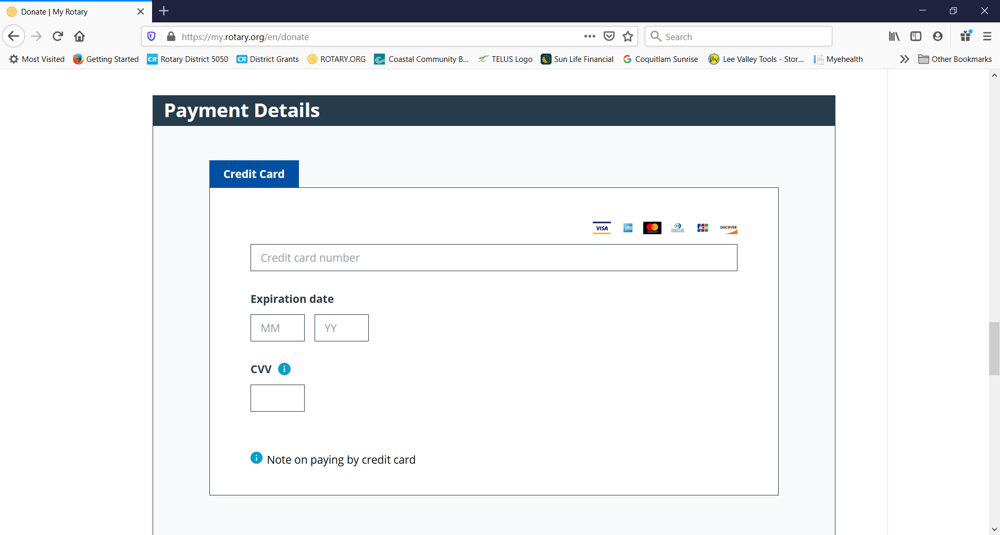 Donate | My Rotary
https://my.rotary.org/en/donate
Search
Most Visited
Getting Started
CR Rotary District 5050
CR District Grants
ROTARY.ORG
Coastal Community B...
TELUS Logo
Sun Life Financial
G Coquitlam Sunrise
Lee Valley Tools - Stor...
Myehealth
Other Bookmarks
Payment Details
Credit Card
VISA
JCB
DISCOVER
Credit card number
Expiration date
MM
YY
CVV
Note on paying by credit card